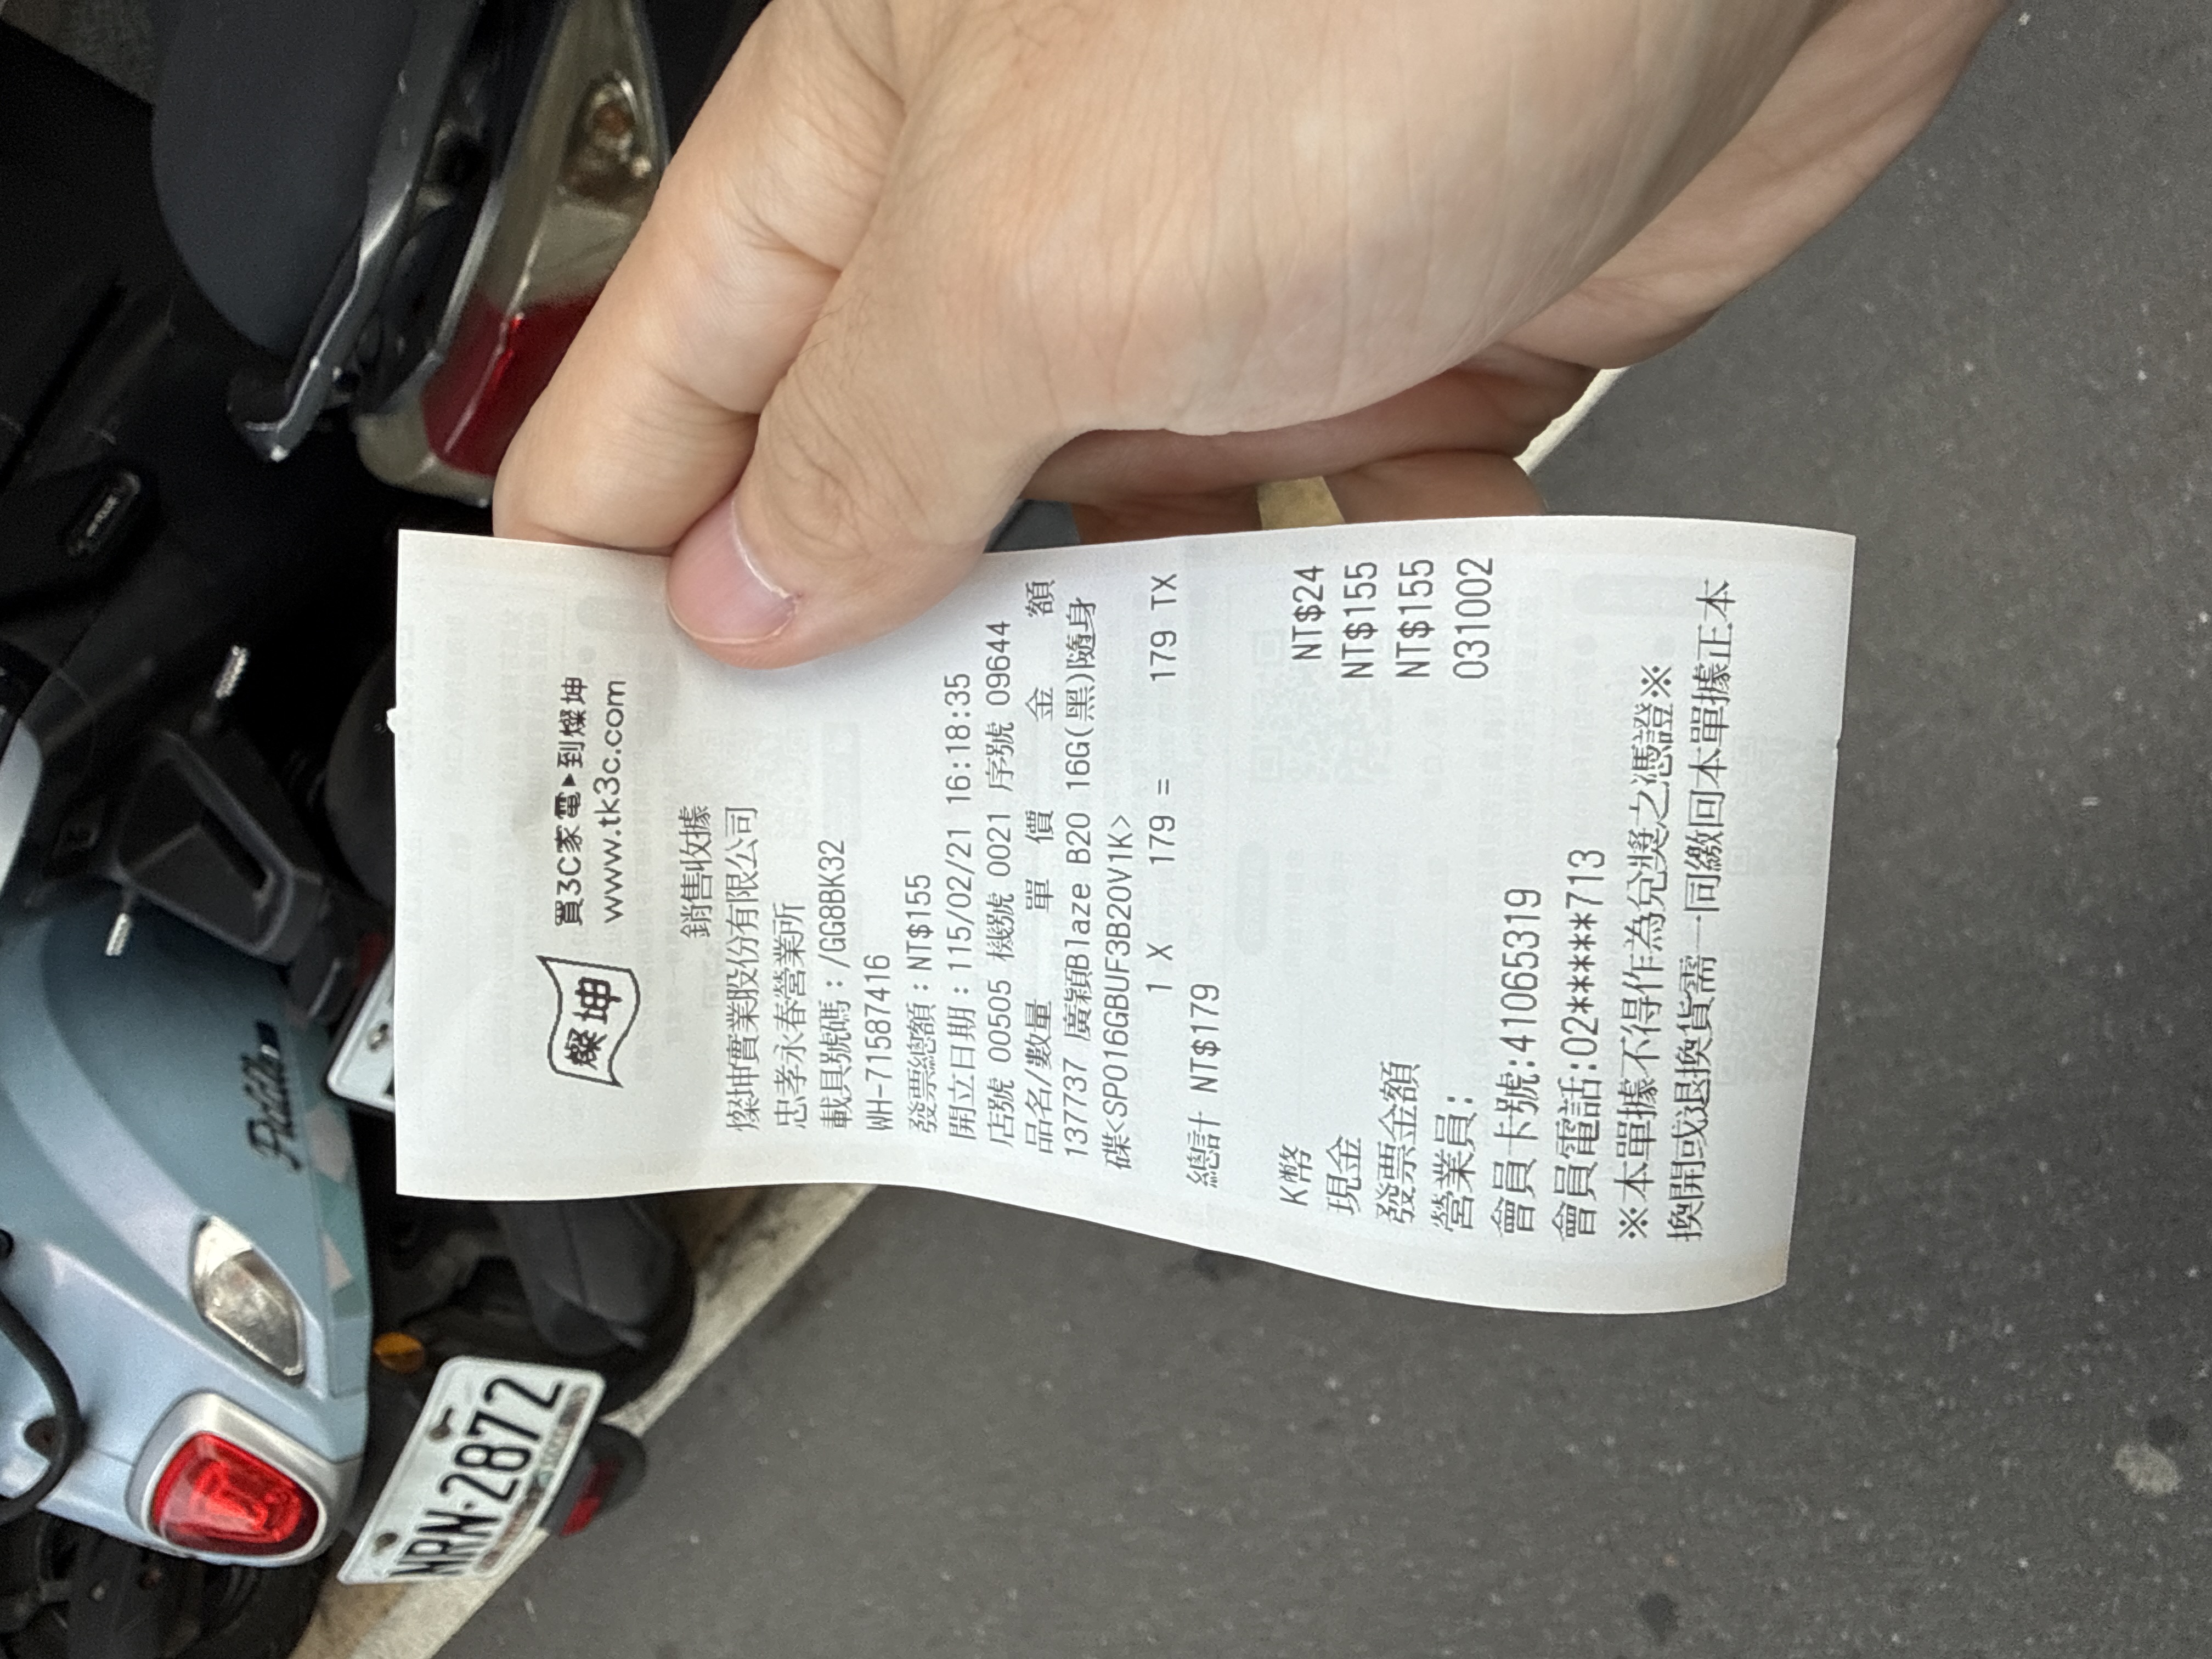 燦坤
買3C家電▸到燦坤
www.tk3c.com
銷售收據
燦坤實業股份有限公司
忠孝永春營業所
載具號碼：/GG8BK32
WH-71587416
發票總額：NT$155
開立日期：115/02/21 16:18:35
店號 00505 機號 0021 序號 09644
品名/數量 單 價 金 額
137737 廣穎Blaze B20 16G(黑)隨身
碟<SP016GBUF3B20V1K>
1 X 179 = 179 TX
總計 NT$179
K幣 NT$24
現金 NT$155
發票金額 NT$155
營業員: 031002
會員卡號:41065319
會員電話:02*****713
※本單據不得作為兌獎之憑證※
換開或退換貨需一同繳回本單據正本
Fiddle
MRN-2872